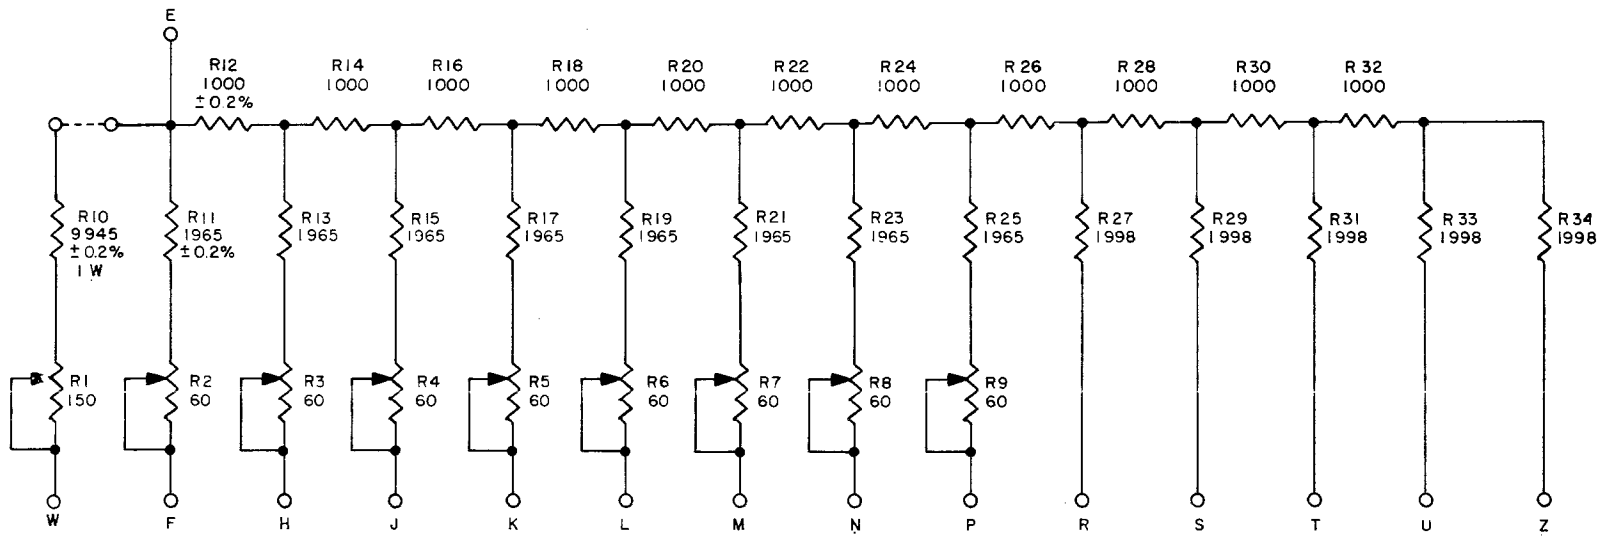 E
R12
1000
±0.2%
R14
1000
R16
1000
R18
1000
R20
1000
R22
1000
R24
1000
R26
1000
R28
1000
R30
1000
R32
1000
R10
9945
±0.2%
1 W
R11
1965
±0.2%
R13
1965
R15
1965
R17
1965
R19
1965
R21
1965
R23
1965
R25
1965
R27
1998
R29
1998
R31
1998
R33
1998
R34
1998
R1
150
R2
60
R3
60
R4
60
R5
60
R6
60
R7
60
R8
60
R9
60
W F H J K L M N P R S T U Z